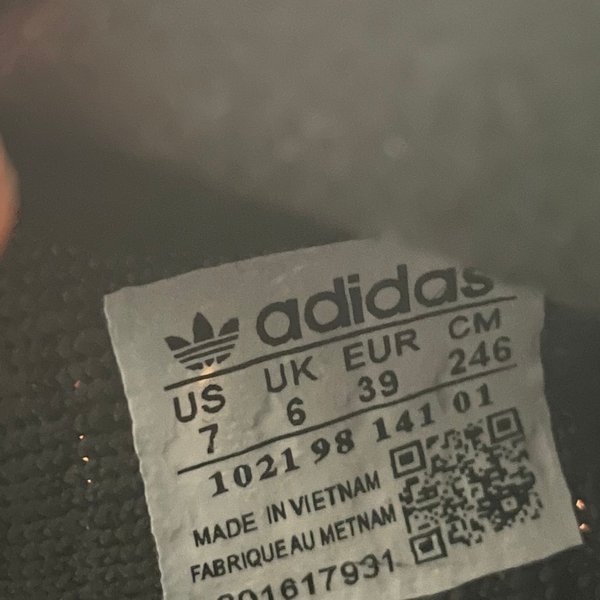 adidas
US UK EUR CM
7 6 39 246
1021 98 141 01
MADE IN VIETNAM
FABRIQUE AU METNAM
201617931